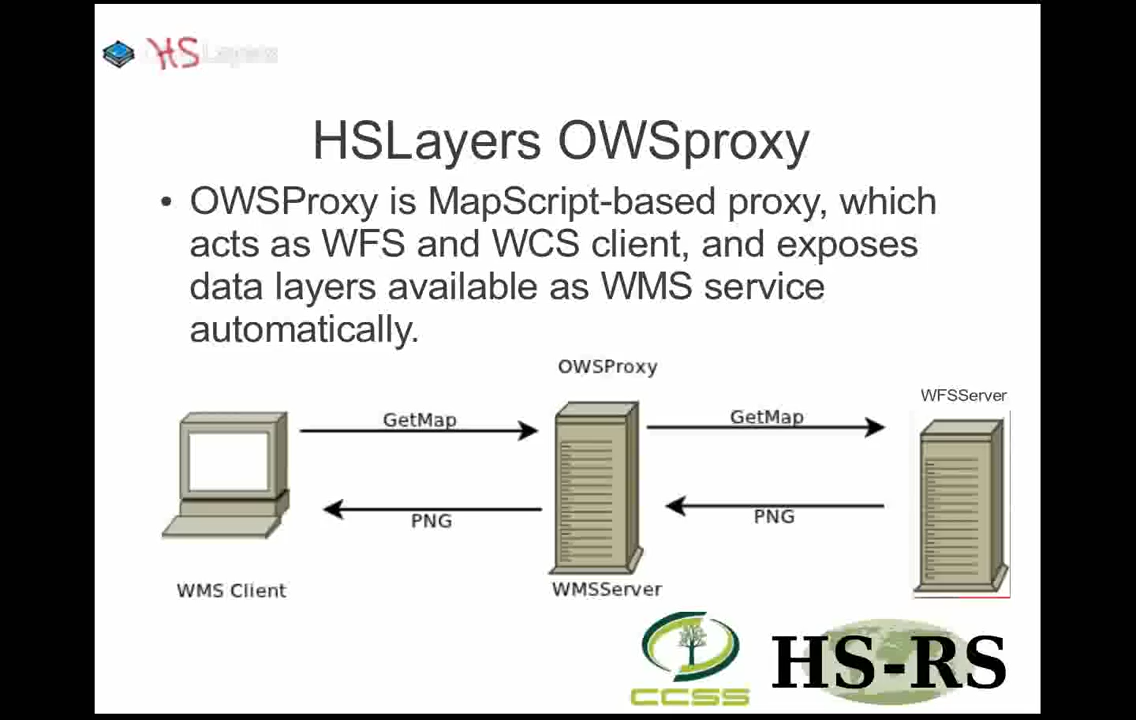 HSLayers
HSLayers OWSproxy
• OWSProxy is MapScript-based proxy, which
acts as WFS and WCS client, and exposes
data layers available as WMS service
automatically.
OWSProxy
WFSServer
GetMap
GetMap
PNG
PNG
WMS Client
WMSServer
CCSS
HS-RS